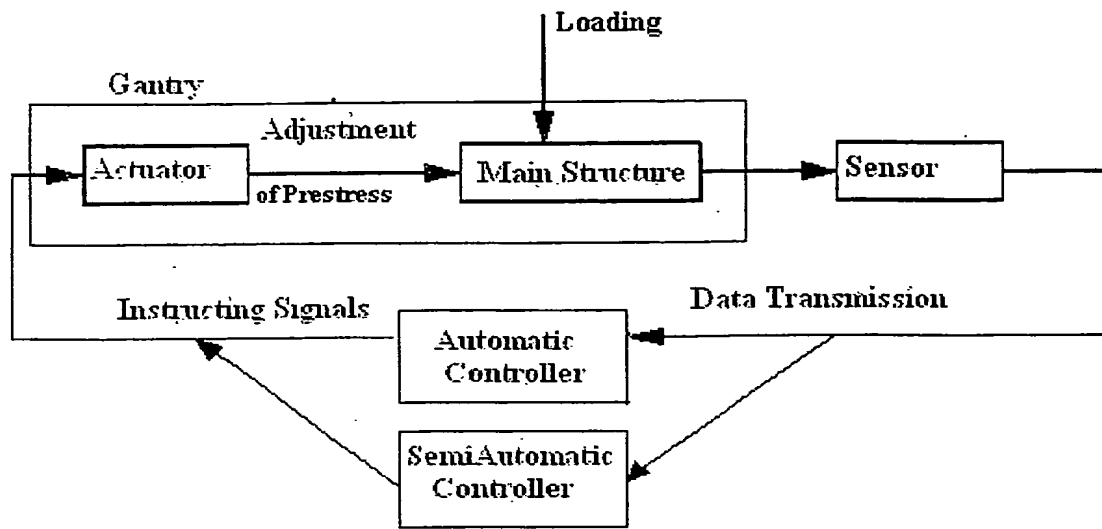 Loading
Gantry
Adjustment
Actuator
of Prestress
Main Structure
Sensor
Instructing Signals
Data Transmission
Automatic
Controller
SemiAutomatic
Controller